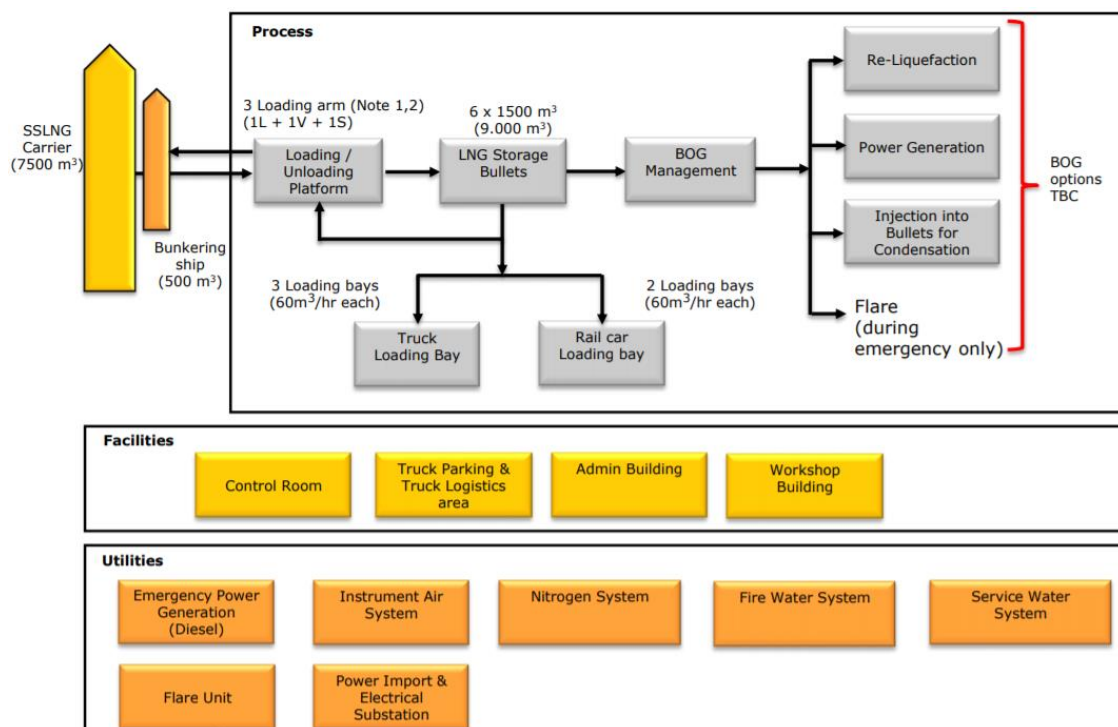 Process
SSLNG
Carrier
(7500 m³)
Bunkering
ship
(500 m³)
3 Loading arm (Note 1,2)
(1L + 1V + 1S)
Loading /
Unloading
Platform
6 x 1500 m³
(9.000 m³)
LNG Storage
Bullets
BOG
Management
Re-Liquefaction
Power Generation
Injection into
Bullets for
Condensation
Flare
(during
emergency only)
BOG
options
TBC
3 Loading bays
(60m³/hr each)
Truck
Loading Bay
2 Loading bays
(60m³/hr each)
Rail car
Loading bay
Facilities
Control Room
Truck Parking &
Truck Logistics
area
Admin Building
Workshop
Building
Utilities
Emergency Power
Generation
(Diesel)
Instrument Air
System
Nitrogen System
Fire Water System
Service Water
System
Flare Unit
Power Import &
Electrical
Substation